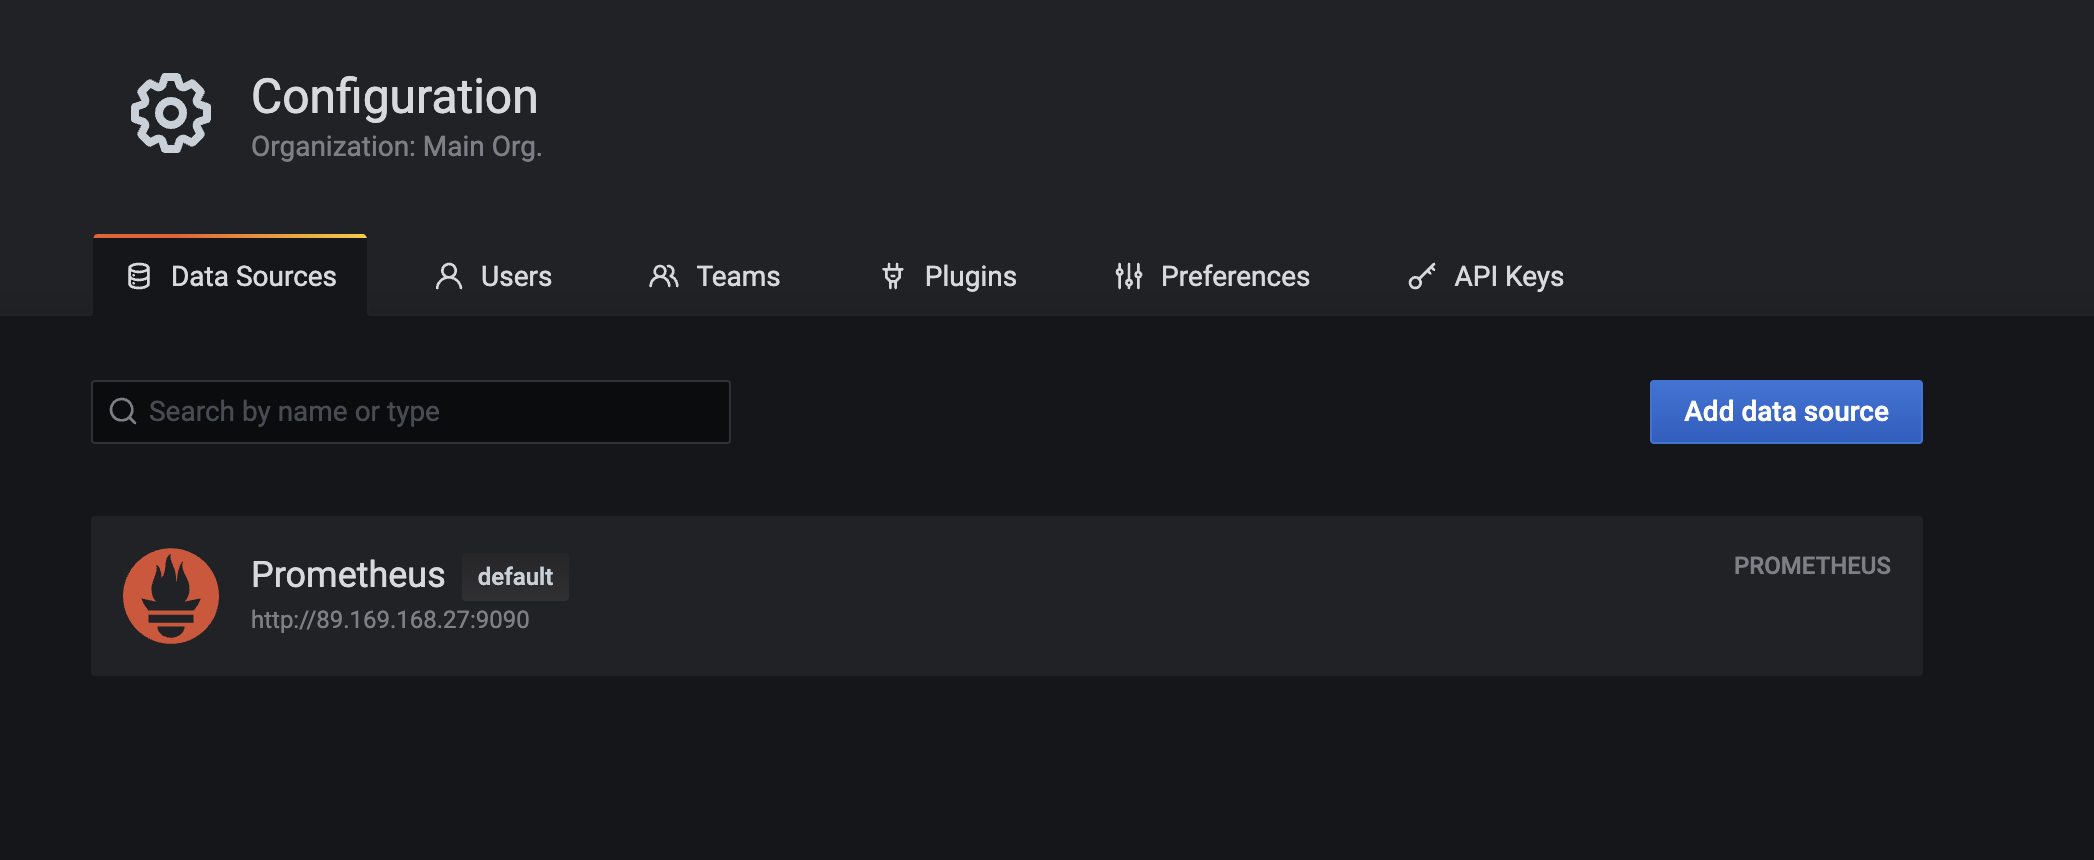 Configuration
Organization: Main Org.
Data Sources Users Teams Plugins Preferences API Keys
Search by name or type Add data source
Prometheus default PROMETHEUS
http://89.169.168.27:9090